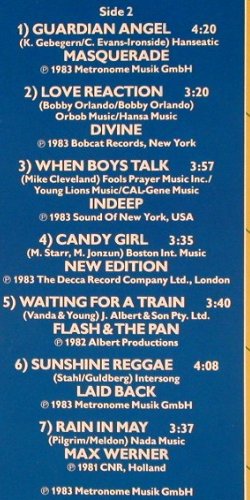 Side 2
1) GUARDIAN ANGEL 4:20
(K. Gebegern/C. Evans-Ironside) Hanseatic
MASQUERADE
℗ 1983 Metronome Musik GmbH
2) LOVE REACTION 3:20
(Bobby Orlando/Bobby Orlando)
Orbob Music/Hansa Music
DIVINE
℗ 1983 Bobcat Records, New York
3) WHEN BOYS TALK 3:57
(Mike Cleveland) Fools Prayer Music Inc./
Young Lions Music/CAL-Gene Music
INDEEP
℗ 1983 Sound Of New York, USA
4) CANDY GIRL 3:35
(M. Starr, M. Jonzun) Boston Int. Music
NEW EDITION
℗ 1983 The Decca Record Company Ltd., London
5) WAITING FOR A TRAIN 3:40
(Vanda & Young) J. Albert & Son Pty. Ltd.
FLASH & THE PAN
℗ 1982 Albert Productions
6) SUNSHINE REGGAE 4:08
(Stahl/Guldberg) Intersong
LAID BACK
℗ 1983 Metronome Musik GmbH
7) RAIN IN MAY 3:37
(Pilgrim/Meldon) Nada Music
MAX WERNER
℗ 1981 CNR, Holland